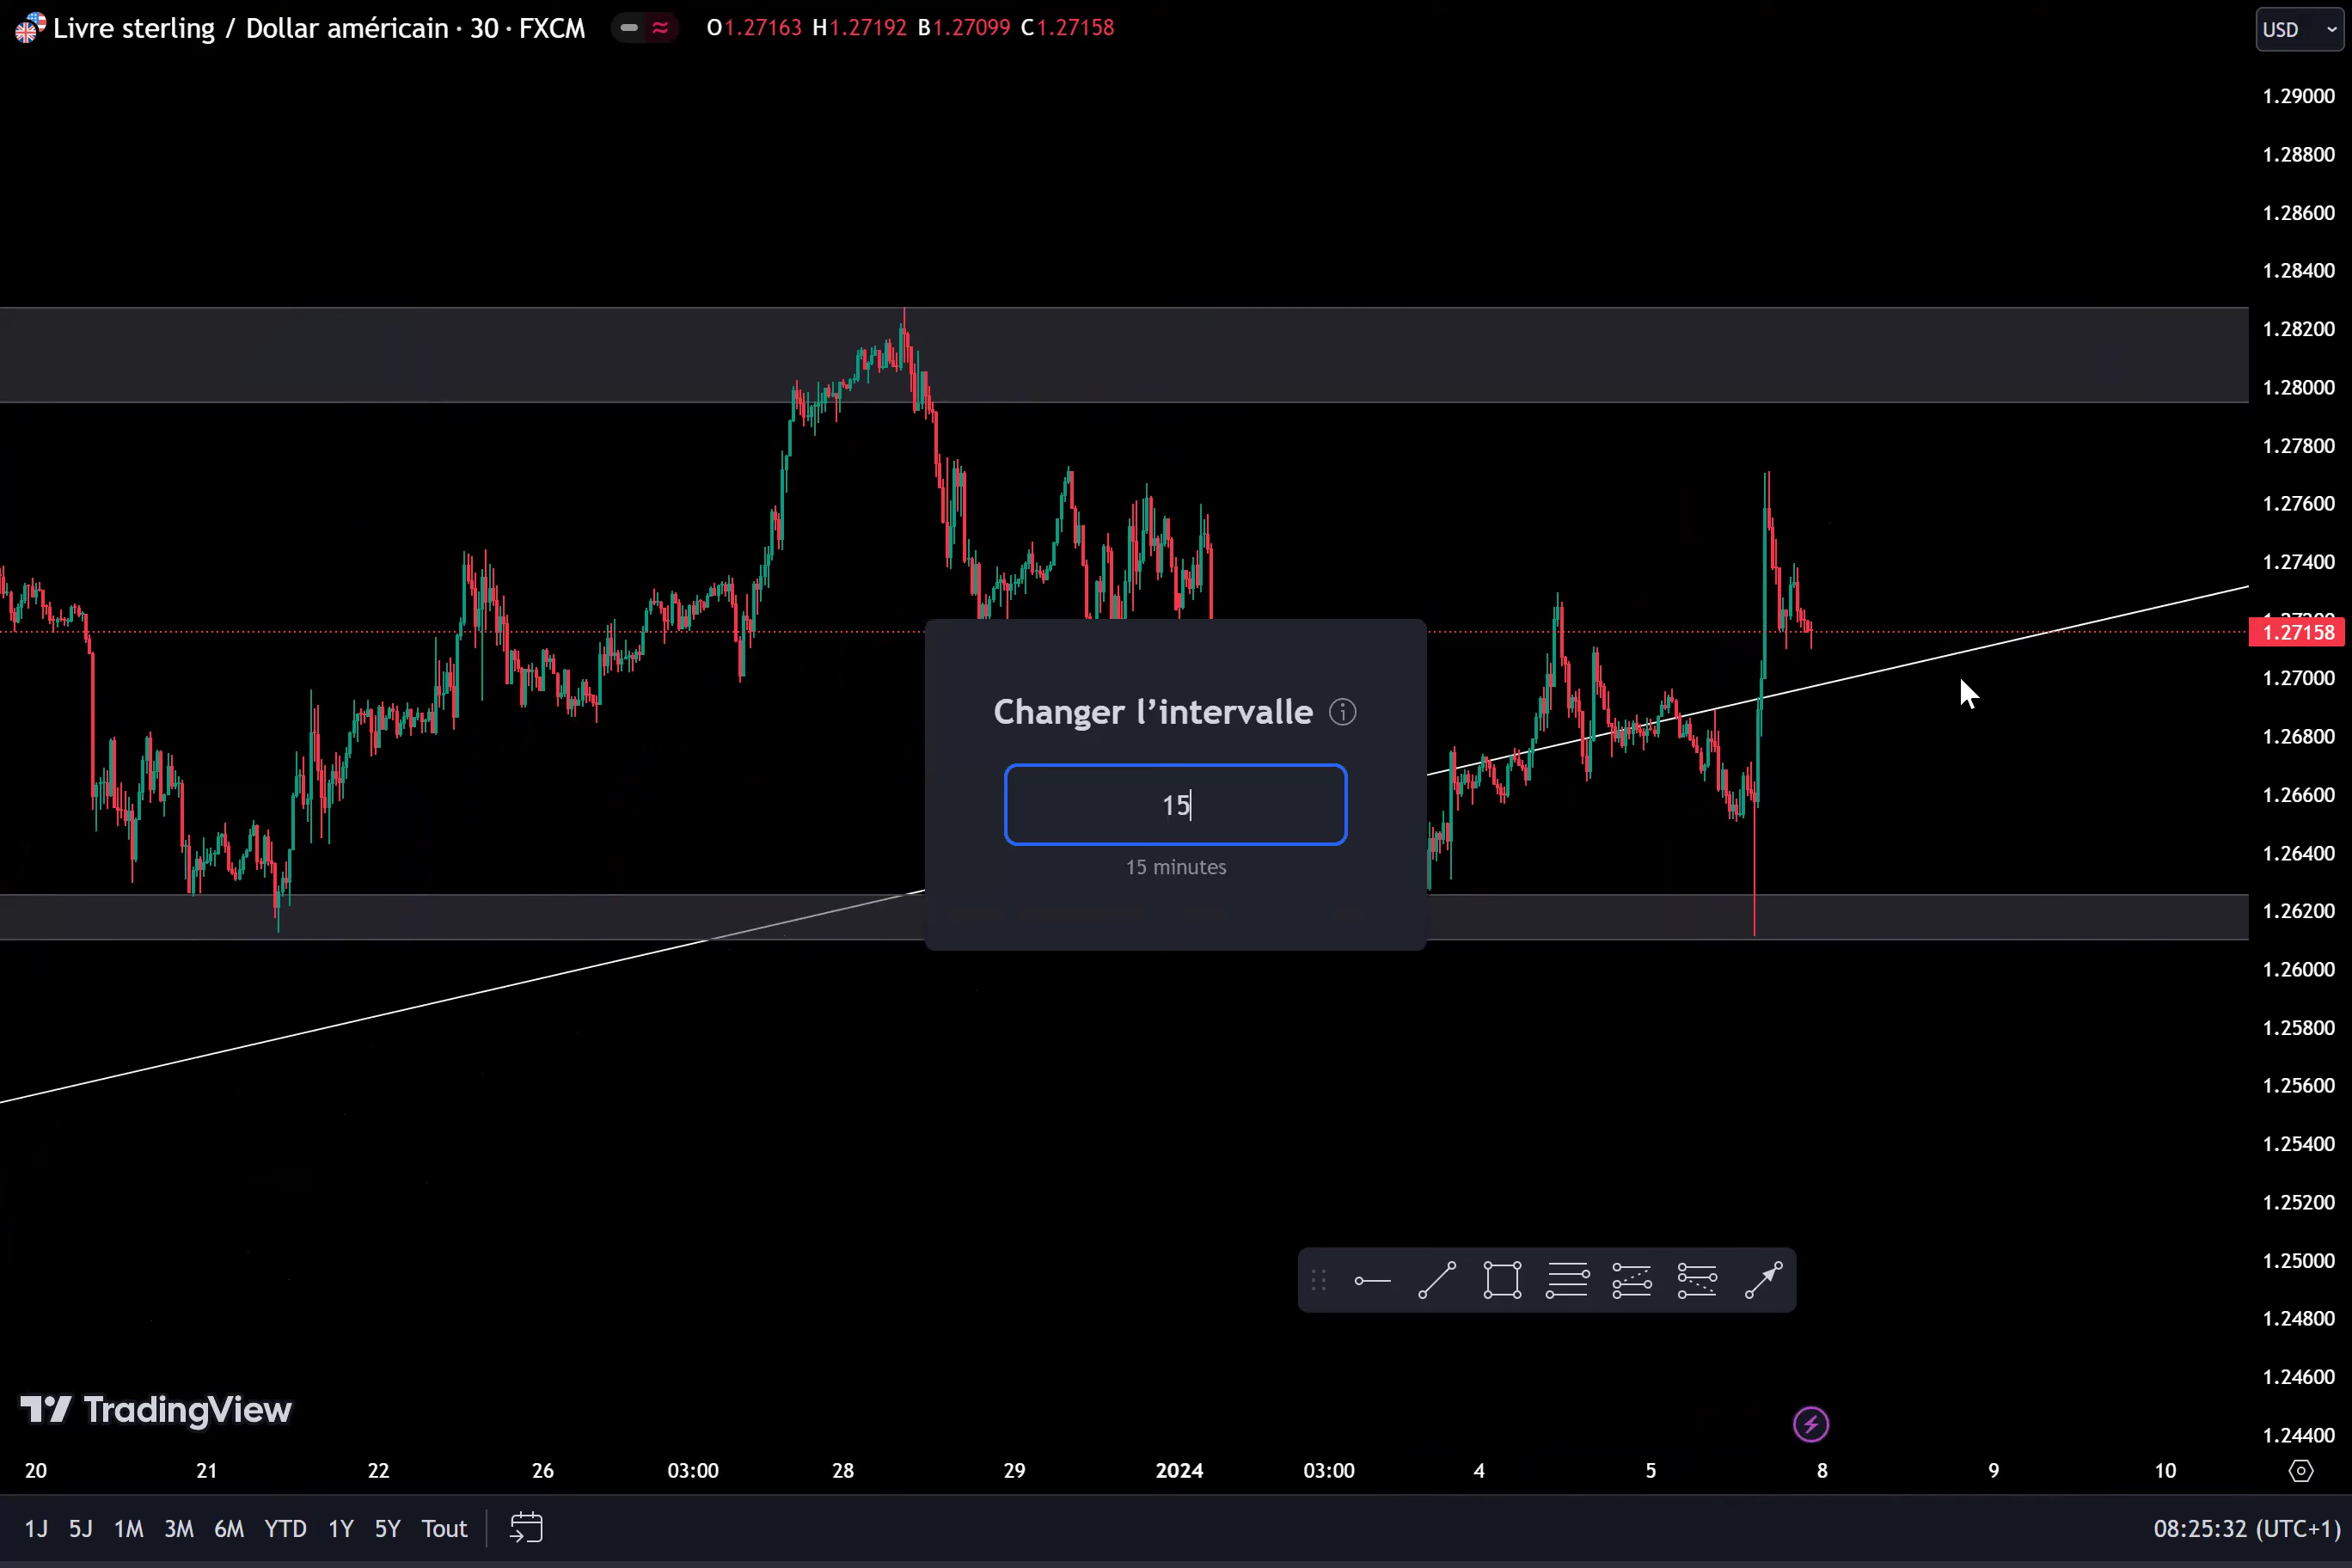 Livre sterling / Dollar américain · 30 · FXCM
O1.27163 H1.27192 B1.27099 C1.27158
USD
1.29000
1.28800
1.28600
1.28400
1.28200
1.28000
1.27800
1.27600
1.27400
1.27158
1.27000
1.26800
1.26600
1.26400
1.26200
1.26000
1.25800
1.25600
1.25400
1.25200
1.25000
1.24800
1.24600
1.24400
Changer l’intervalle
15
15 minutes
TradingView
20 21 22 26 03:00 28 29 2024 03:00 4 5 8 9 10
1J 5J 1M 3M 6M YTD 1Y 5Y Tout
08:25:32 (UTC+1)